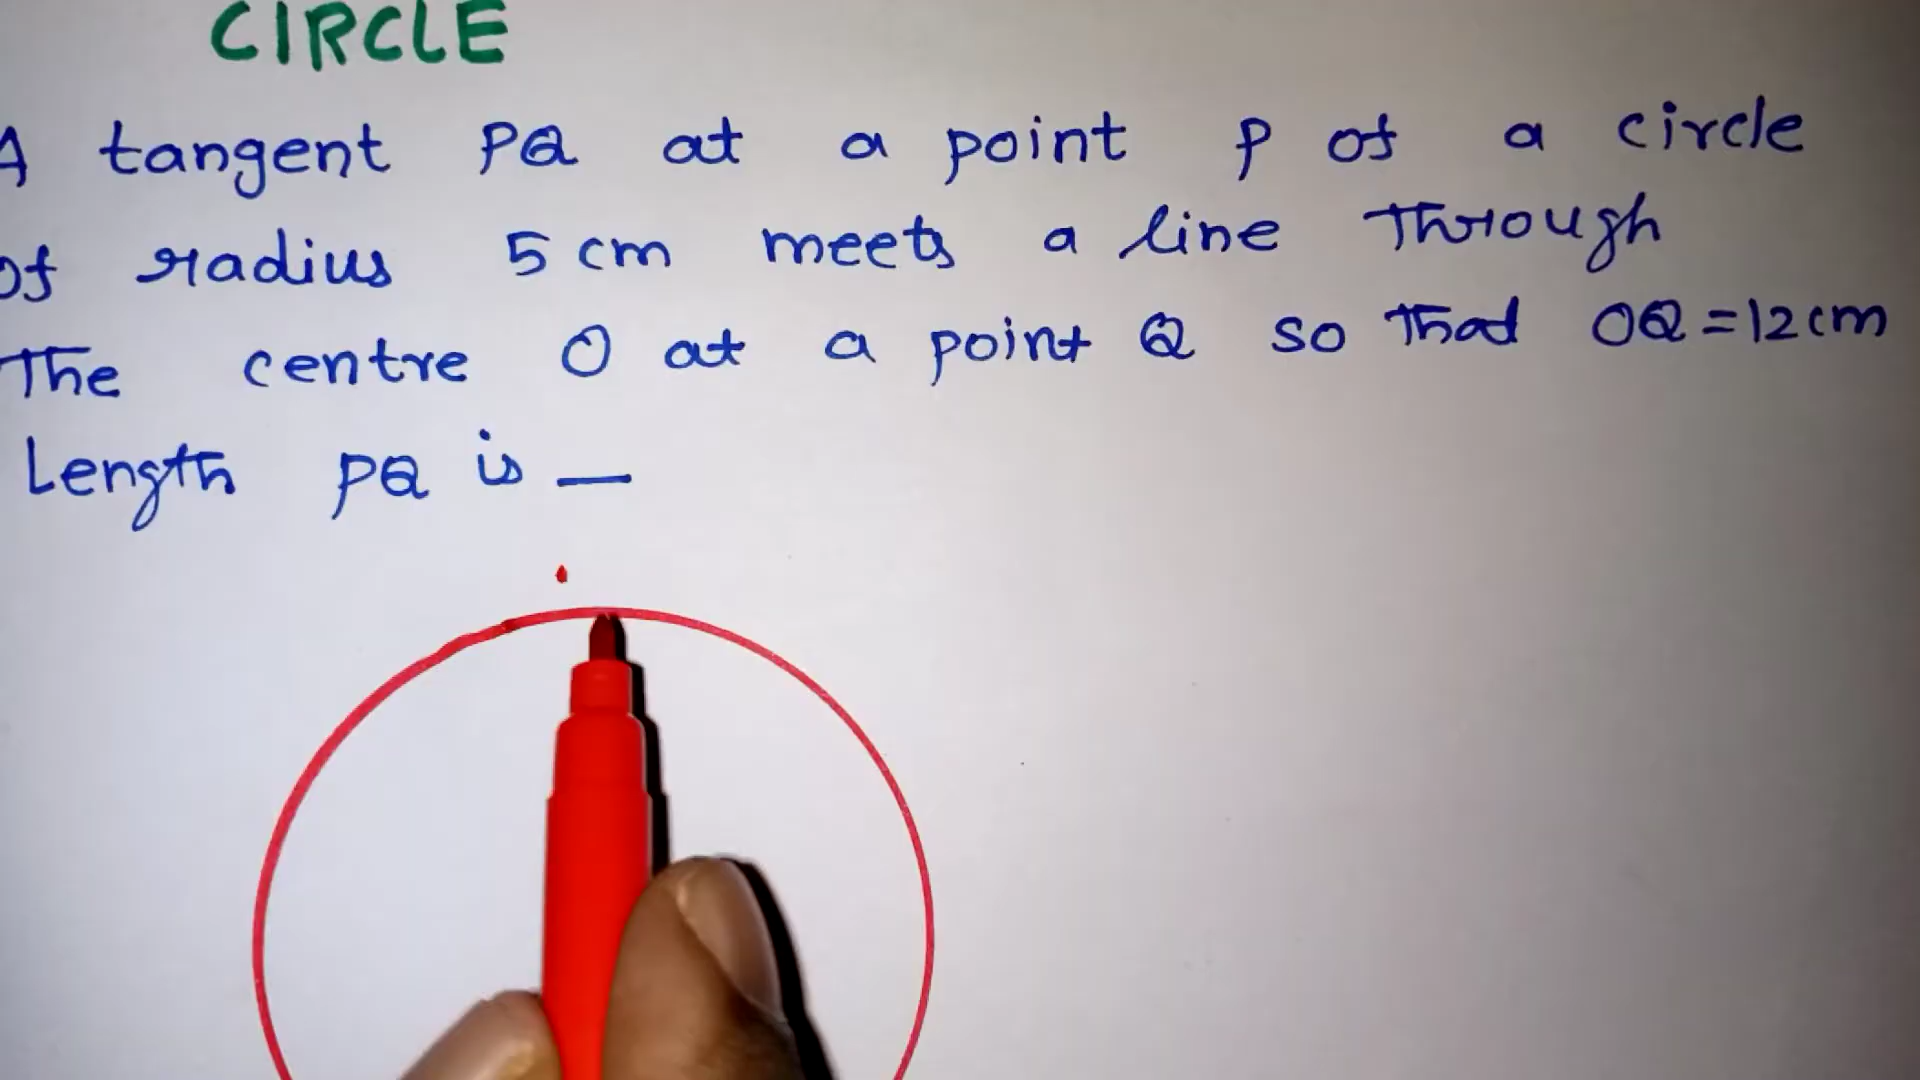 CIRCLE
A tangent PQ at a point P of a circle
of radius 5 cm meets a line Through
The centre O at a point Q so That OQ = 12 cm
Length PQ is —